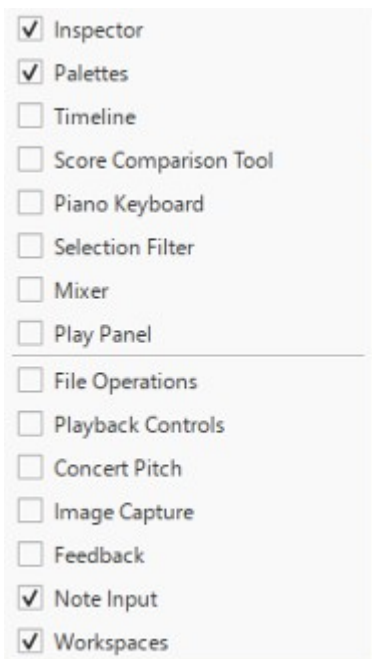 Inspector
Palettes
Timeline
Score Comparison Tool
Piano Keyboard
Selection Filter
Mixer
Play Panel
File Operations
Playback Controls
Concert Pitch
Image Capture
Feedback
Note Input
Workspaces